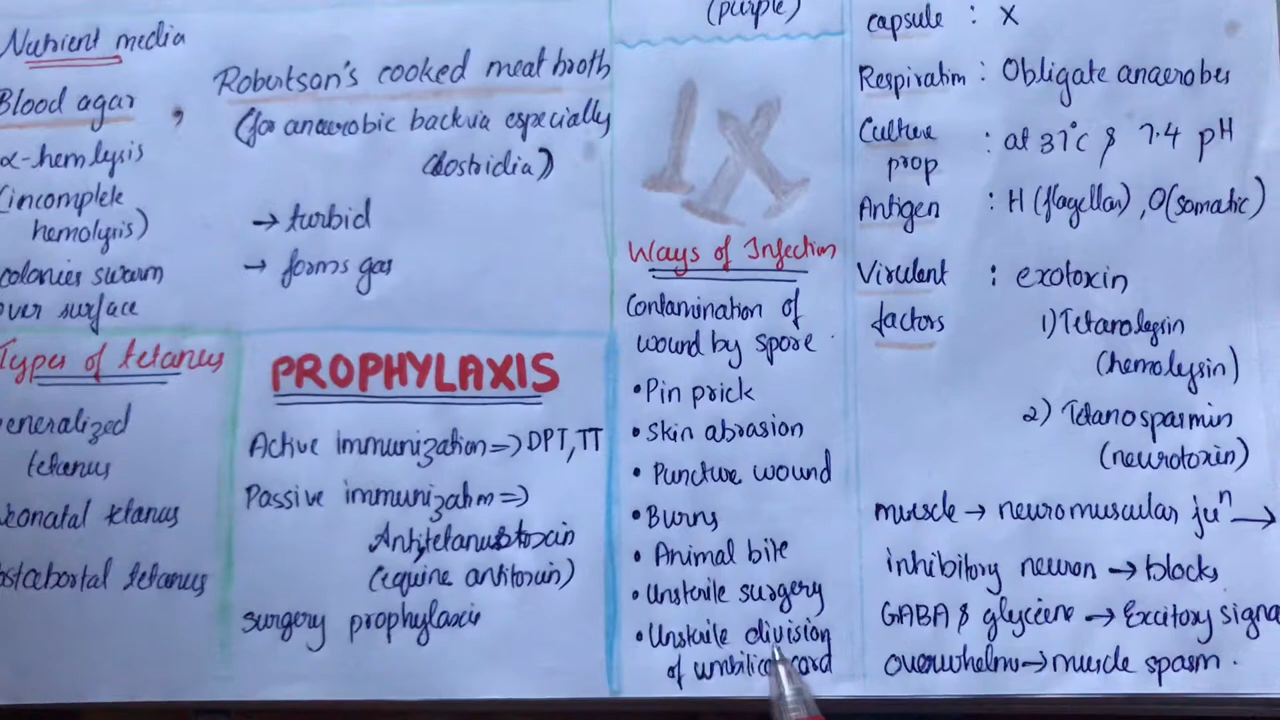 Nutrient media
Blood agar ,
α-hemlysis
(incomplete
hemolysis)
colonies swarm
over surface
Robertson's cooked meat broth
(for anaerobic backria especially
Clostridia))
→ turbid
→ forms gas
Types of tetanus
eneralized
tetanus
eonatal tetanus
ostabortal tetanus
PROPHYLAXIS
Active immunization => DPT, TT
Passive immunization =>
Antitetanus toxin
(equine antitoxin)
surgery prophylaxis
(purple)
Ways of Infection
Contamination of
wound by spore
• Pin prick
• Skin abrasion
• Puncture wound
• Burns
• Animal bite
• Unsterile surgery
• Unsterile division
of umbilical cord
capsule : X
Respiration : Obligate anaerobes
Culture : at 37°c & 7.4 pH
prop
Antigen : H (flagellar), O(somatic)
Virulent : exotoxin
factors 1) Tetanolysin
(hemolysin)
2) Tetanospasmin
(neurotoxin)
muscle → neuromuscular juⁿ →
inhibitory neuron → blocks
GABA & glyceine → Excitory signa
overwhelm → muscle spasm.